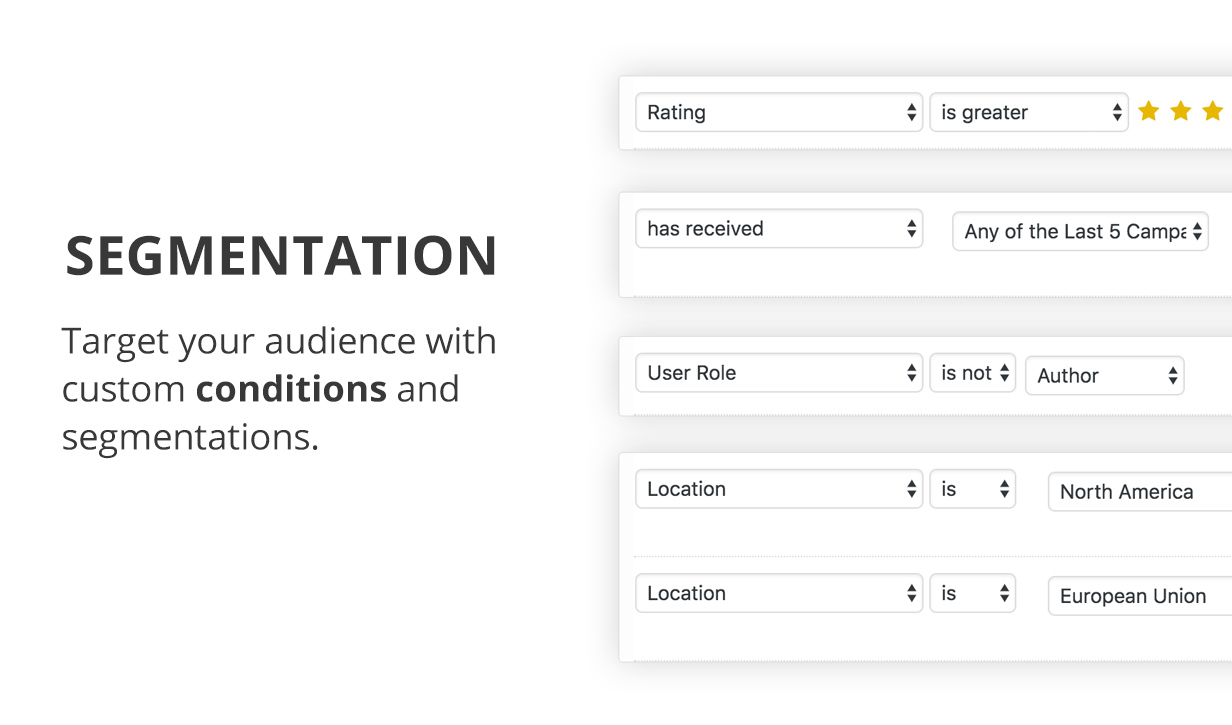 SEGMENTATION
Target your audience with
custom conditions and
segmentations.
Rating is greater
has received Any of the Last 5
User Role is not Author
Location is North America
Location is European Union